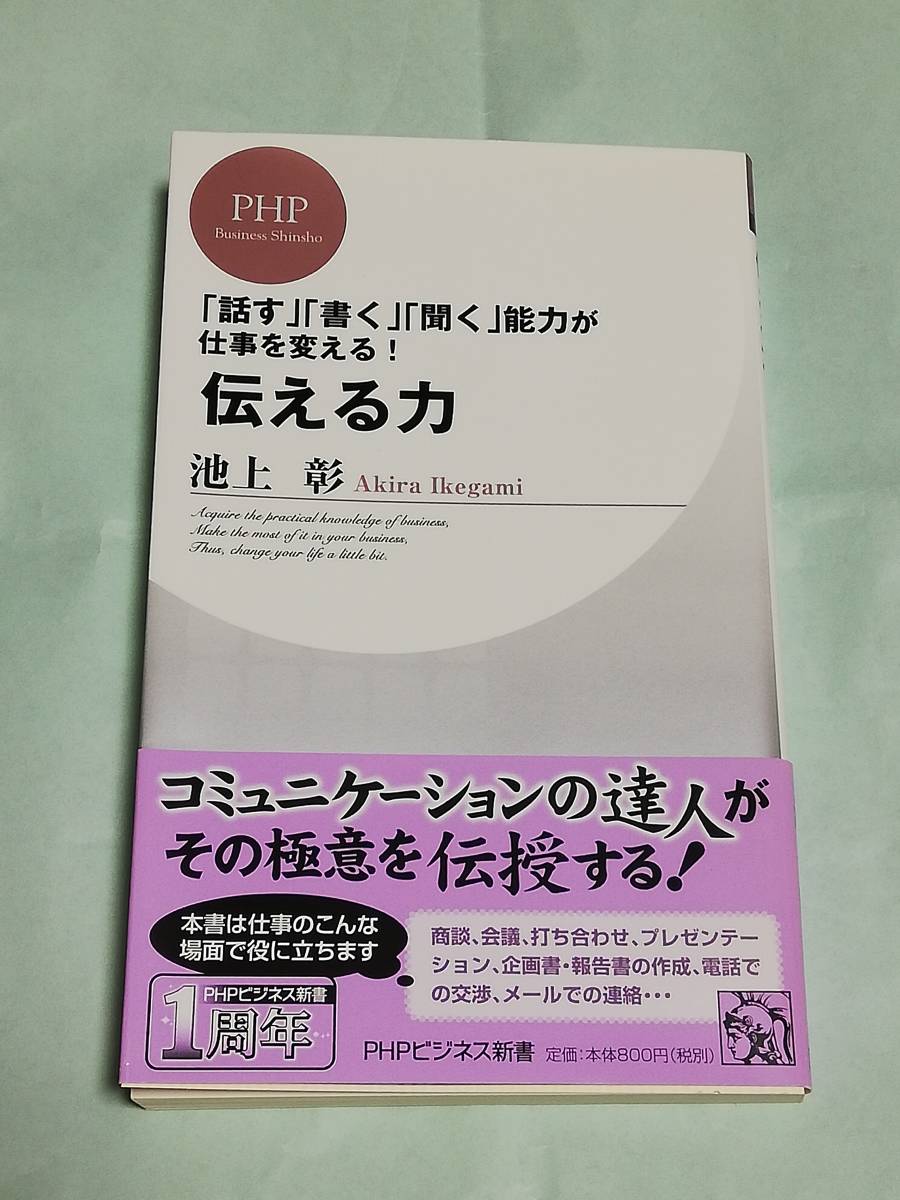 PHP
Business Shinsho
「話す」「書く」「聞く」能力が
仕事を変える！
伝える力
池上 彰 Akira Ikegami
Acquire the practical knowledge of business,
Make the most of it in your business,
Thus, change your life a little bit.
コミュニケーションの達人が
その極意を伝授する！
本書は仕事のこんな
場面で役に立ちます
商談、会議、打ち合わせ、プレゼンテー
ション、企画書・報告書の作成、電話で
の交渉、メールでの連絡・・・
PHPビジネス新書
1周年
PHPビジネス新書 定価：本体800円（税別）